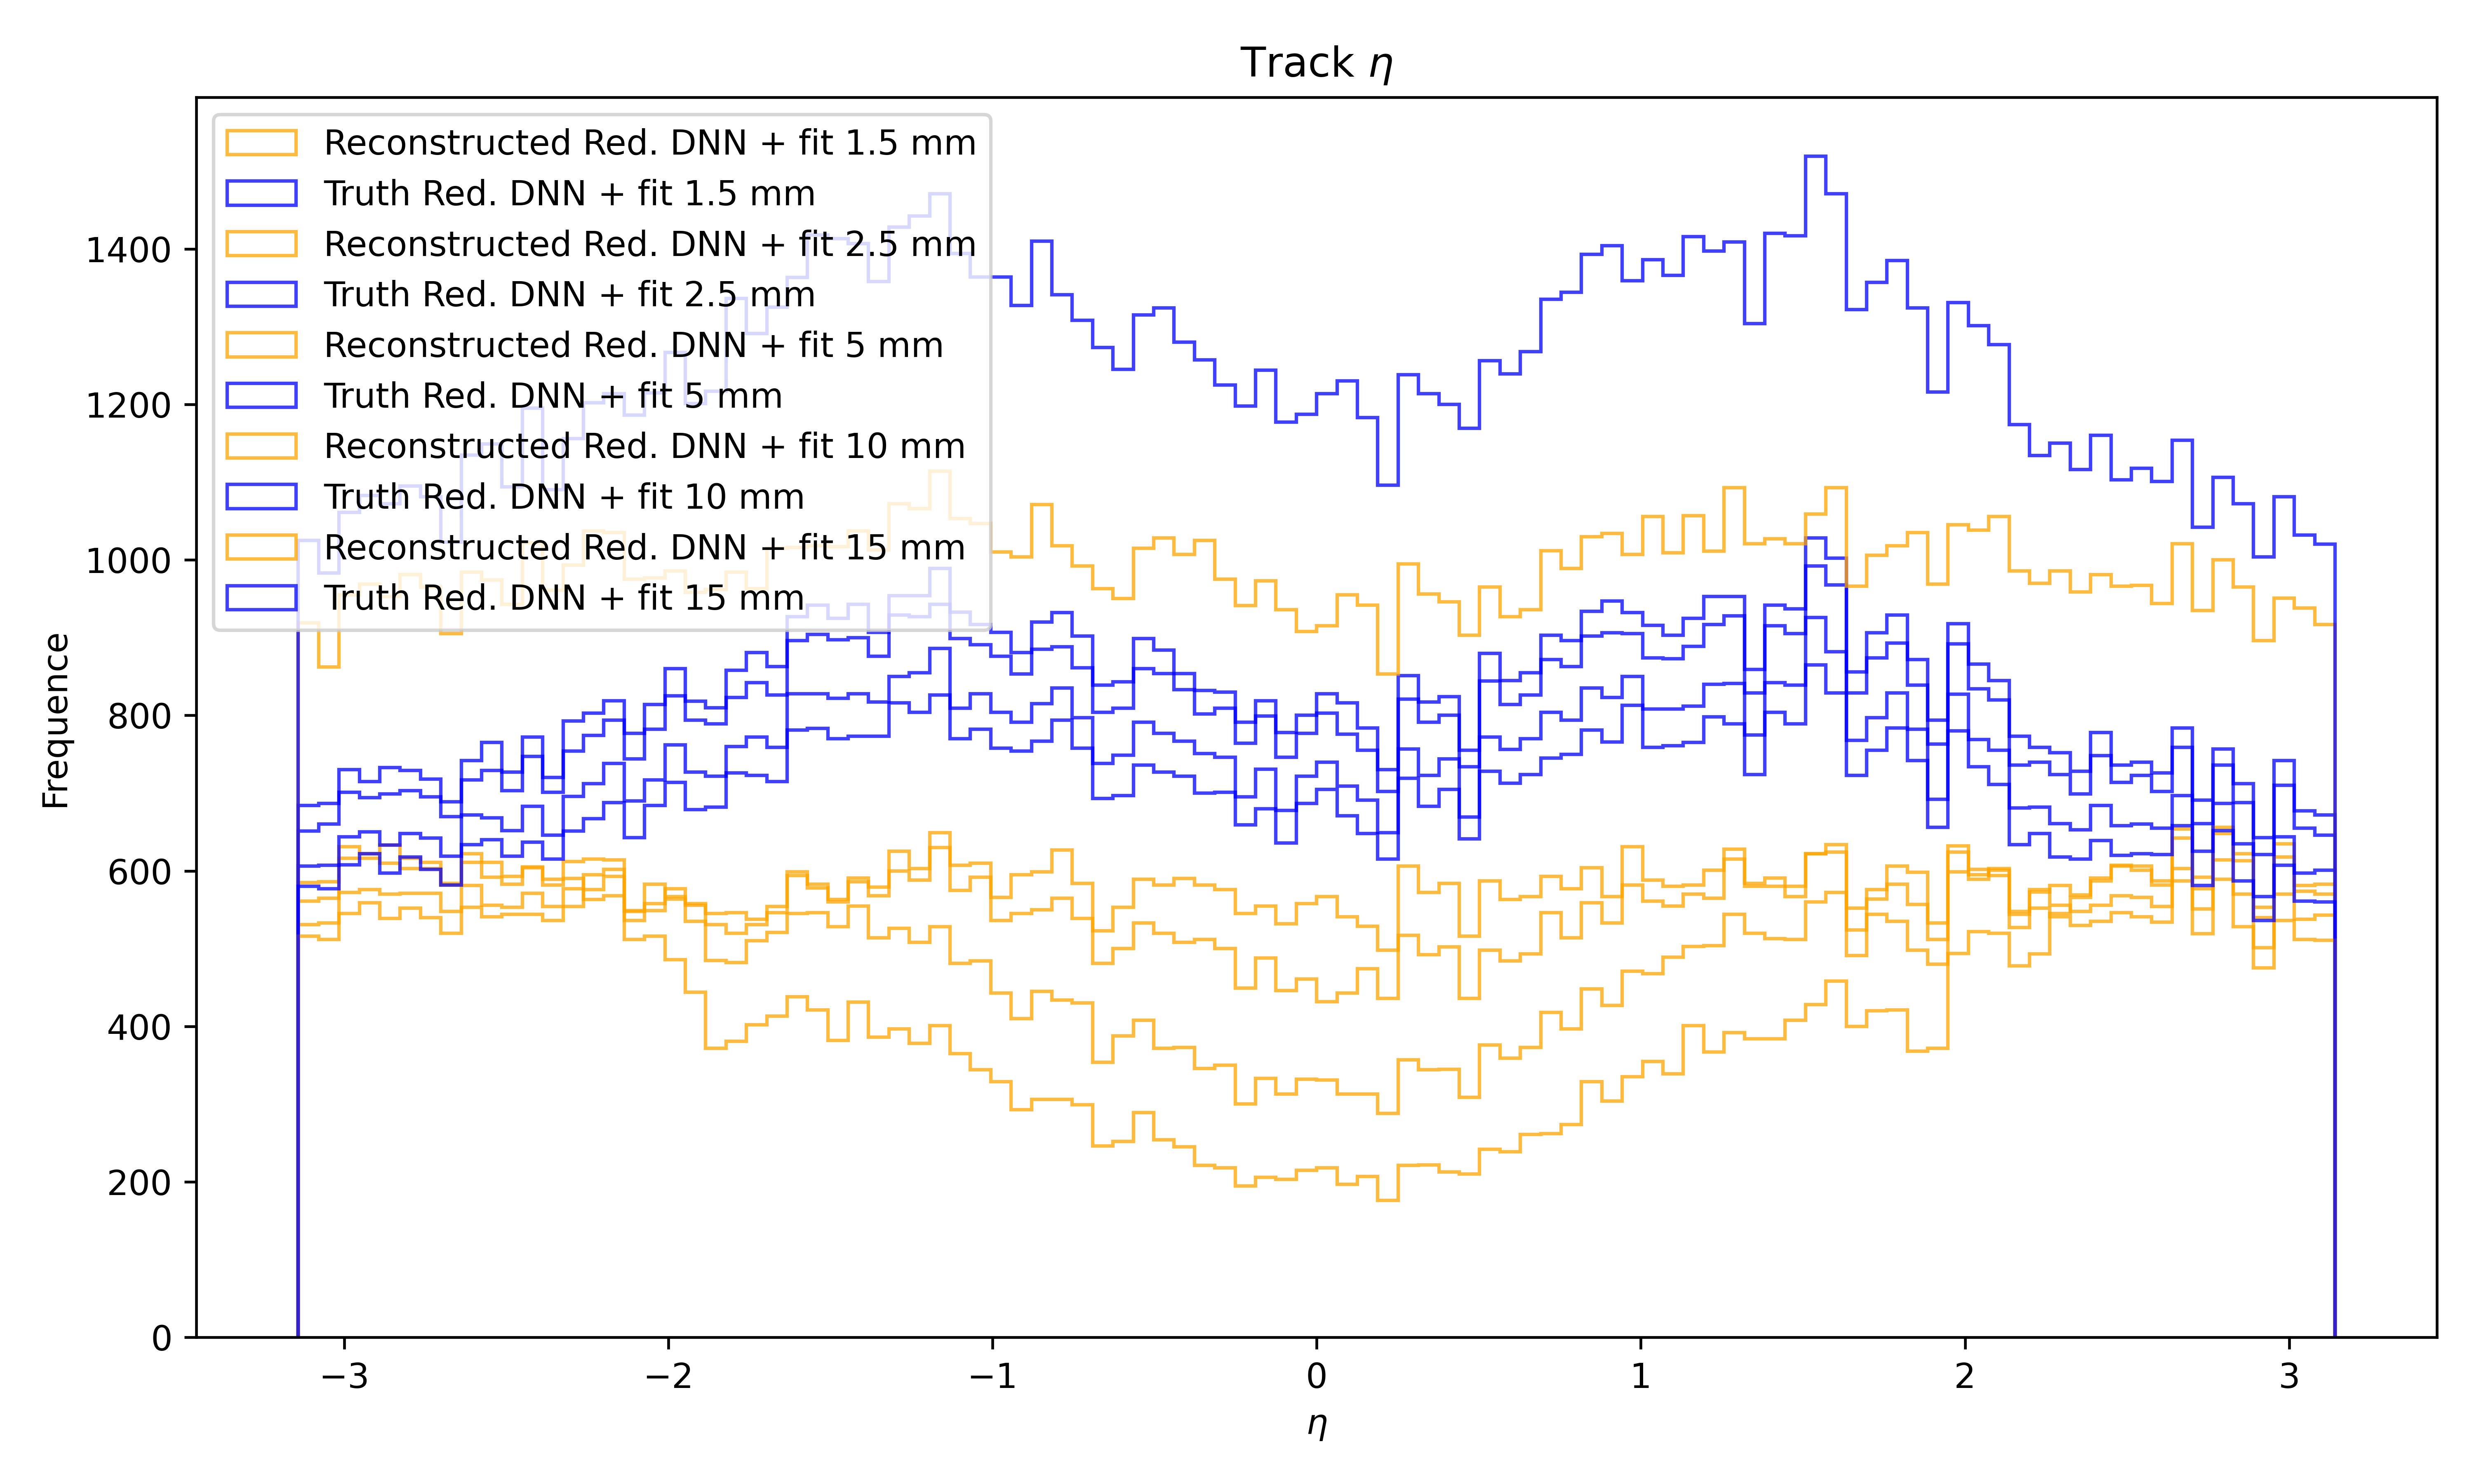 Track η
Reconstructed Red. DNN + fit 1.5 mm
Truth Red. DNN + fit 1.5 mm
Reconstructed Red. DNN + fit 2.5 mm
Truth Red. DNN + fit 2.5 mm
Reconstructed Red. DNN + fit 5 mm
Truth Red. DNN + fit 5 mm
Reconstructed Red. DNN + fit 10 mm
Truth Red. DNN + fit 10 mm
Reconstructed Red. DNN + fit 15 mm
Truth Red. DNN + fit 15 mm
Frequence
1400
1200
1000
800
600
400
200
0
−3 −2 −1 0 1 2 3
η